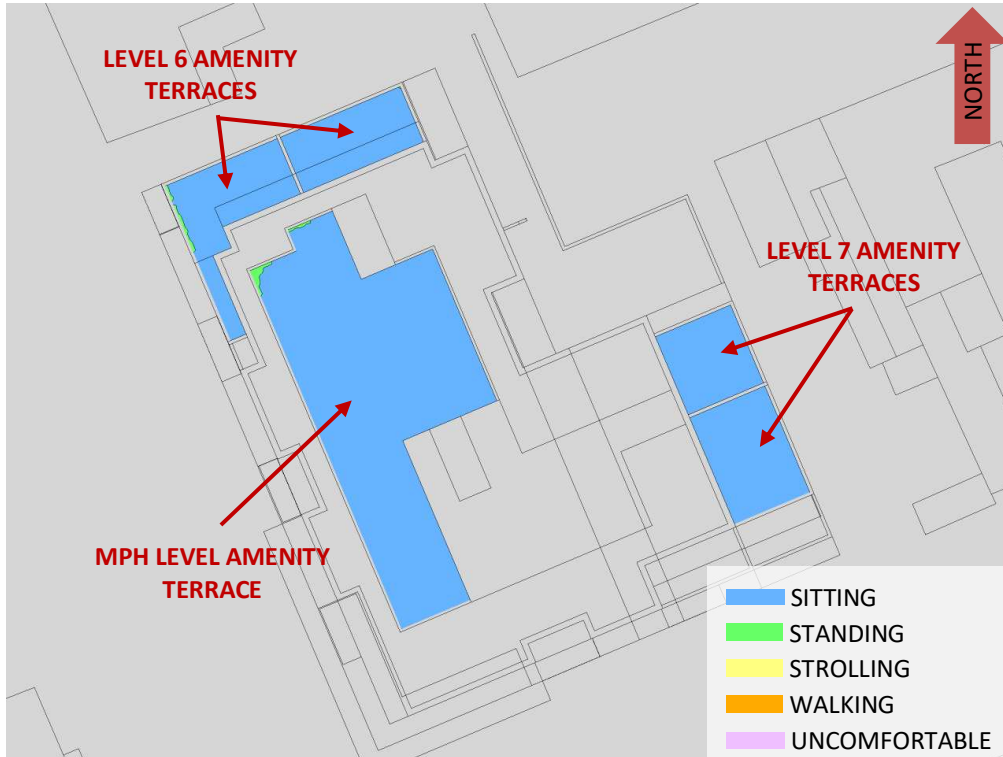 LEVEL 6 AMENITY
TERRACES
NORTH
LEVEL 7 AMENITY
TERRACES
MPH LEVEL AMENITY
TERRACE
SITTING
STANDING
STROLLING
WALKING
UNCOMFORTABLE